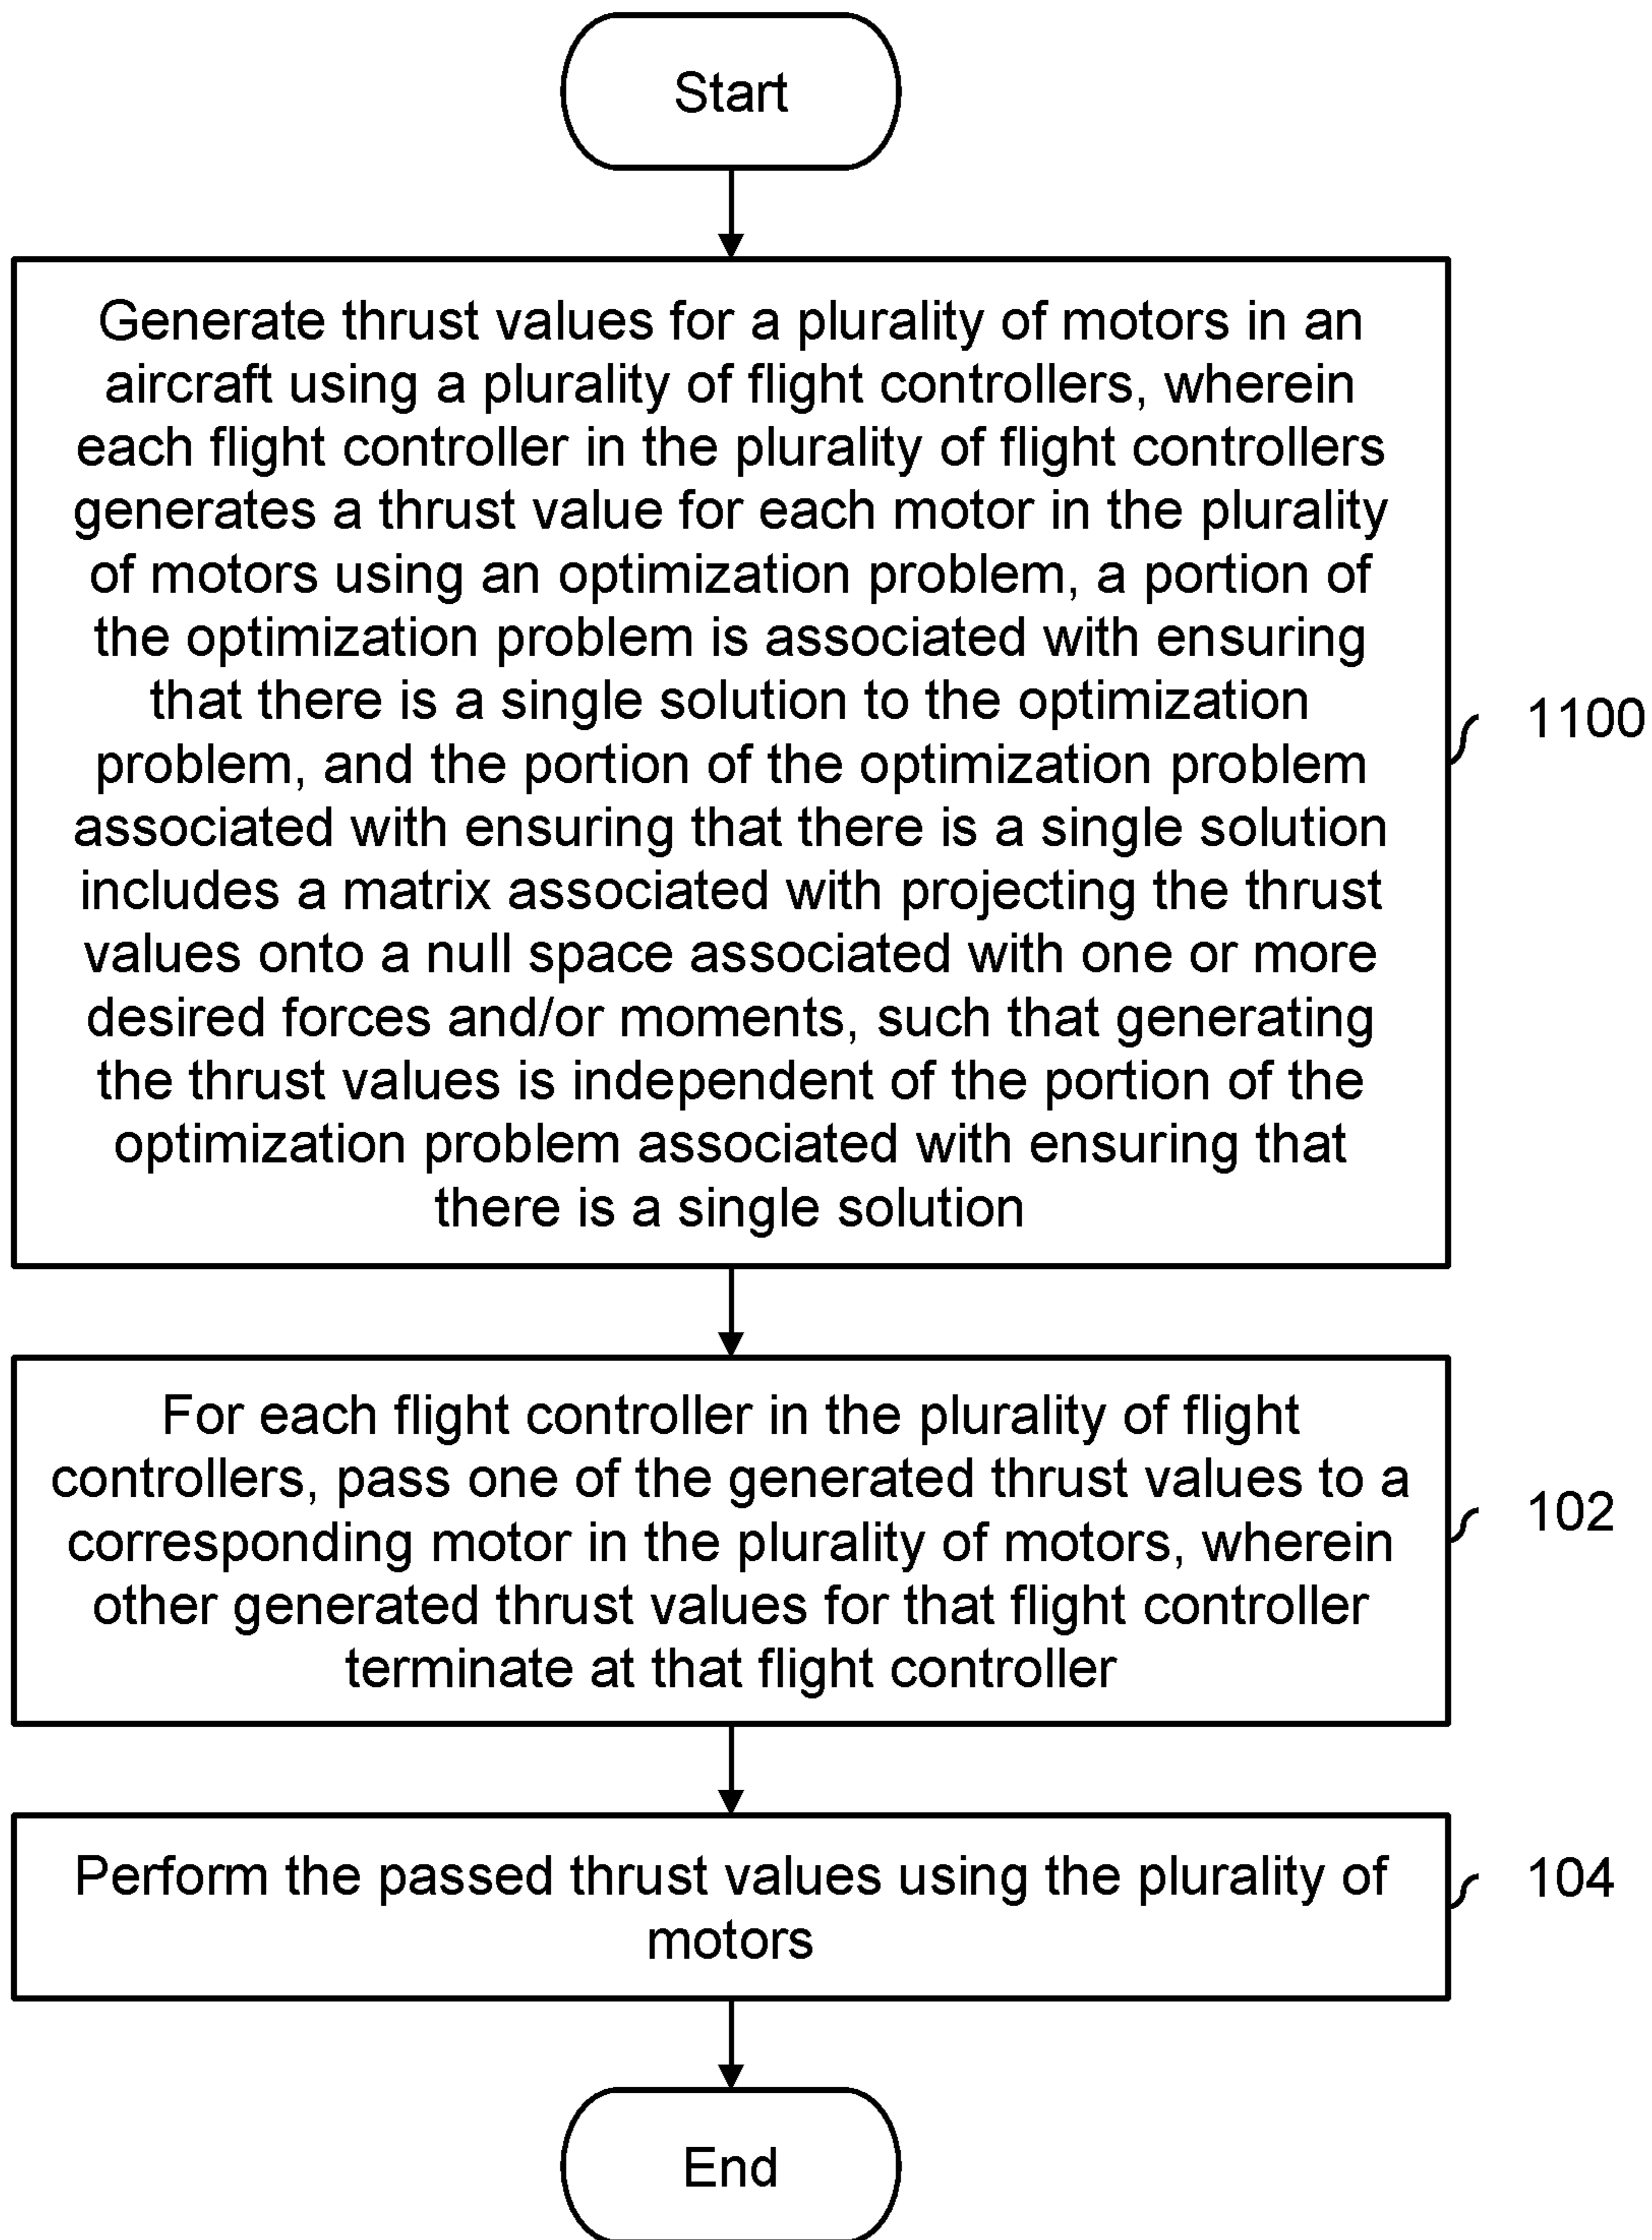 Start
Generate thrust values for a plurality of motors in an
aircraft using a plurality of flight controllers, wherein
each flight controller in the plurality of flight controllers
generates a thrust value for each motor in the plurality
of motors using an optimization problem, a portion of
the optimization problem is associated with ensuring
that there is a single solution to the optimization
problem, and the portion of the optimization problem
associated with ensuring that there is a single solution
includes a matrix associated with projecting the thrust
values onto a null space associated with one or more
desired forces and/or moments, such that generating
the thrust values is independent of the portion of the
optimization problem associated with ensuring that
there is a single solution
1100
For each flight controller in the plurality of flight
controllers, pass one of the generated thrust values to a
corresponding motor in the plurality of motors, wherein
other generated thrust values for that flight controller
terminate at that flight controller
102
Perform the passed thrust values using the plurality of
motors
104
End